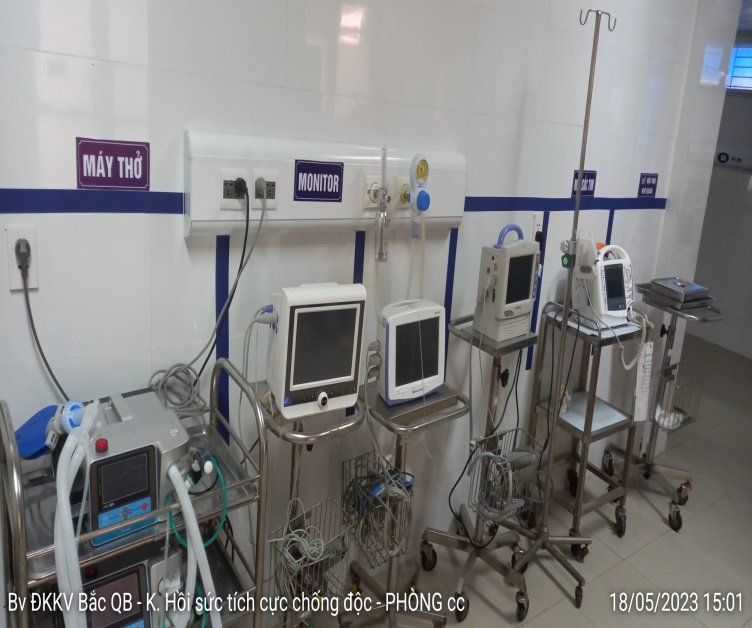 MÁY THỞ
MONITOR
Bv ĐKKV Bắc QB - K. Hồi sức tích cực chống độc - PHÒNG cc
18/05/2023 15:01